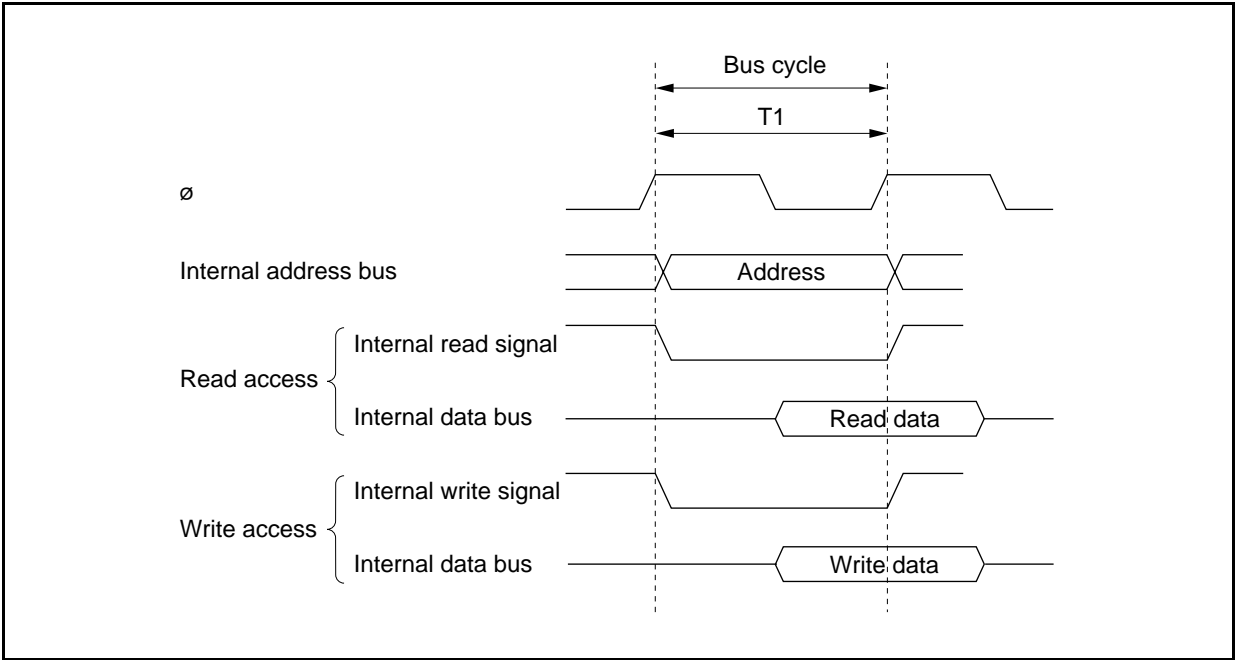 Bus cycle
T1
ø
Internal address bus
Address
Internal read signal
Read access
Internal data bus
Read data
Internal write signal
Write access
Internal data bus
Write data